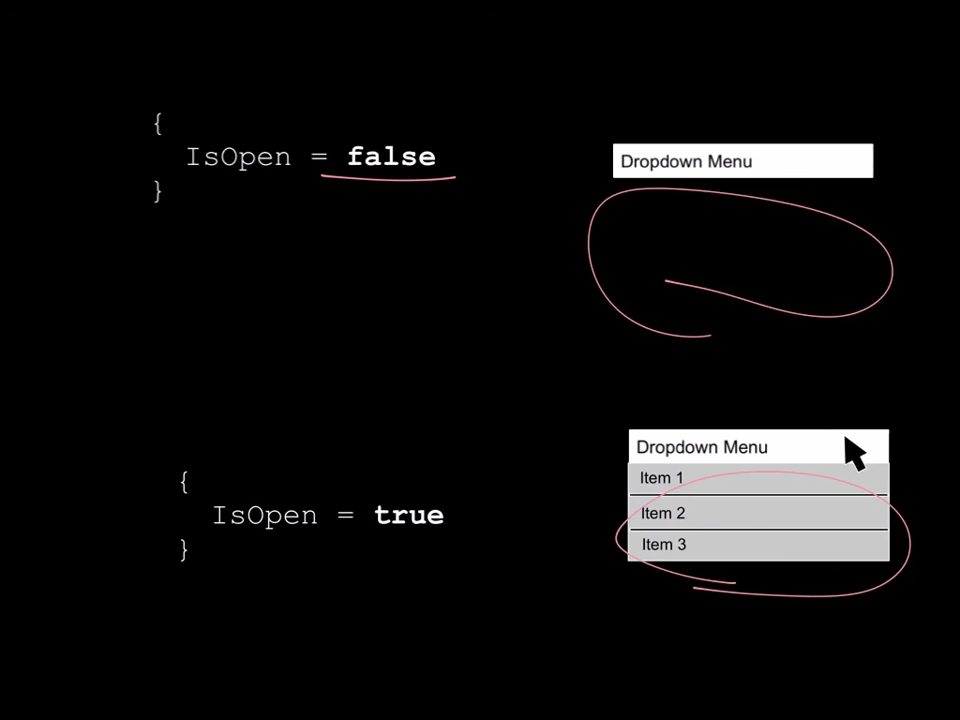 {
IsOpen = false
}
Dropdown Menu
{
IsOpen = true
}
Dropdown Menu
Item 1
Item 2
Item 3